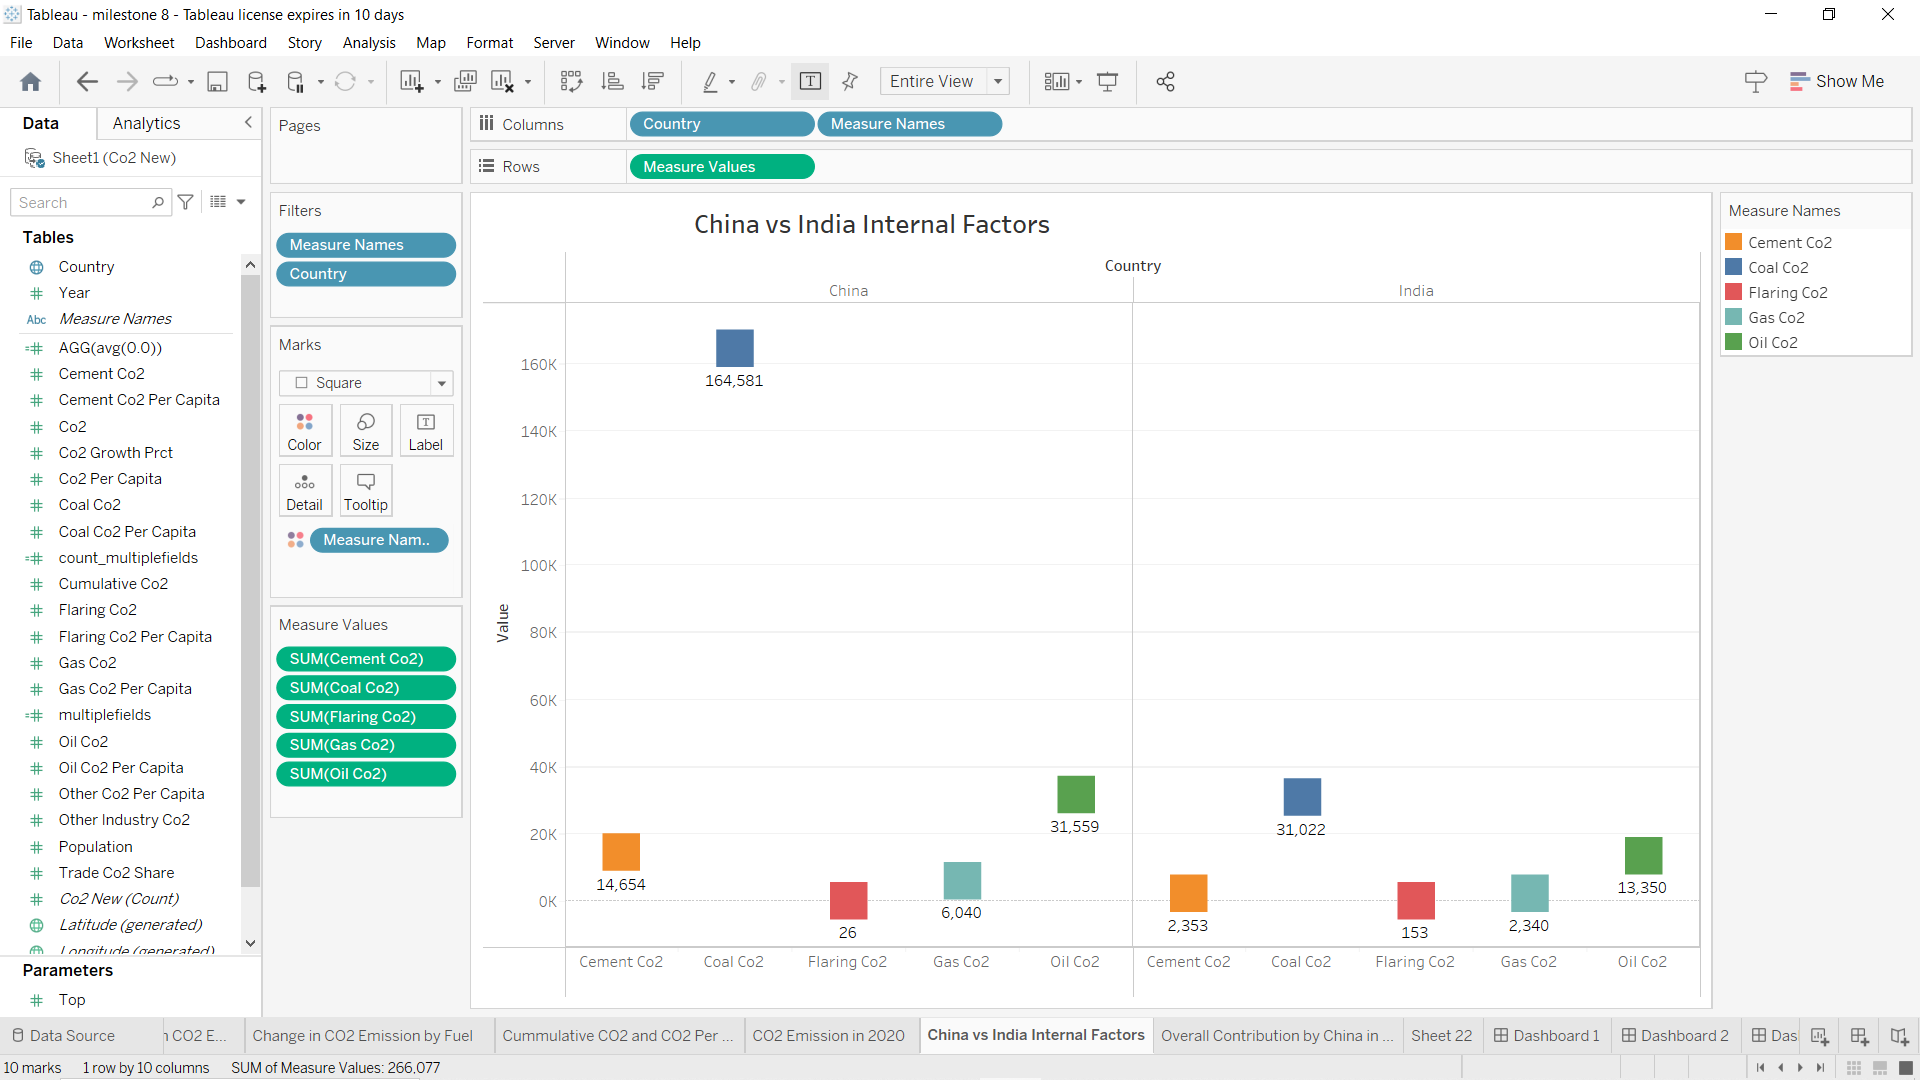 Tableau - milestone 8 - Tableau license expires in 10 days
File Data Worksheet Dashboard Story Analysis Map Format Server Window Help
Entire View
Show Me
Data Analytics
Sheet1 (Co2 New)
Search
Tables
Country
Year
Abc Measure Names
AGG(avg(0.0))
Cement Co2
Cement Co2 Per Capita
Co2
Co2 Growth Prct
Co2 Per Capita
Coal Co2
Coal Co2 Per Capita
count_multiplefields
Cumulative Co2
Flaring Co2
Flaring Co2 Per Capita
Gas Co2
Gas Co2 Per Capita
multiplefields
Oil Co2
Oil Co2 Per Capita
Other Co2 Per Capita
Other Industry Co2
Population
Trade Co2 Share
Co2 New (Count)
Latitude (generated)
Longitude (generated)
Parameters
Top
Pages
Filters
Measure Names
Country
Marks
Square
Color Size Label
Detail Tooltip
Measure Nam..
Measure Values
SUM(Cement Co2)
SUM(Coal Co2)
SUM(Flaring Co2)
SUM(Gas Co2)
SUM(Oil Co2)
Columns Country Measure Names
Rows Measure Values
China vs India Internal Factors
Country
China India
Value
160K
140K
120K
100K
80K
60K
40K
20K
0K
164,581
14,654
26
6,040
31,559
2,353
31,022
153
2,340
13,350
Cement Co2 Coal Co2 Flaring Co2 Gas Co2 Oil Co2 Cement Co2 Coal Co2 Flaring Co2 Gas Co2 Oil Co2
Measure Names
Cement Co2
Coal Co2
Flaring Co2
Gas Co2
Oil Co2
Data Source n CO2 E... Change in CO2 Emission by Fuel Cummulative CO2 and CO2 Per ... CO2 Emission in 2020 China vs India Internal Factors Overall Contribution by China in ... Sheet 22 Dashboard 1 Dashboard 2 Das
10 marks 1 row by 10 columns SUM of Measure Values: 266,077